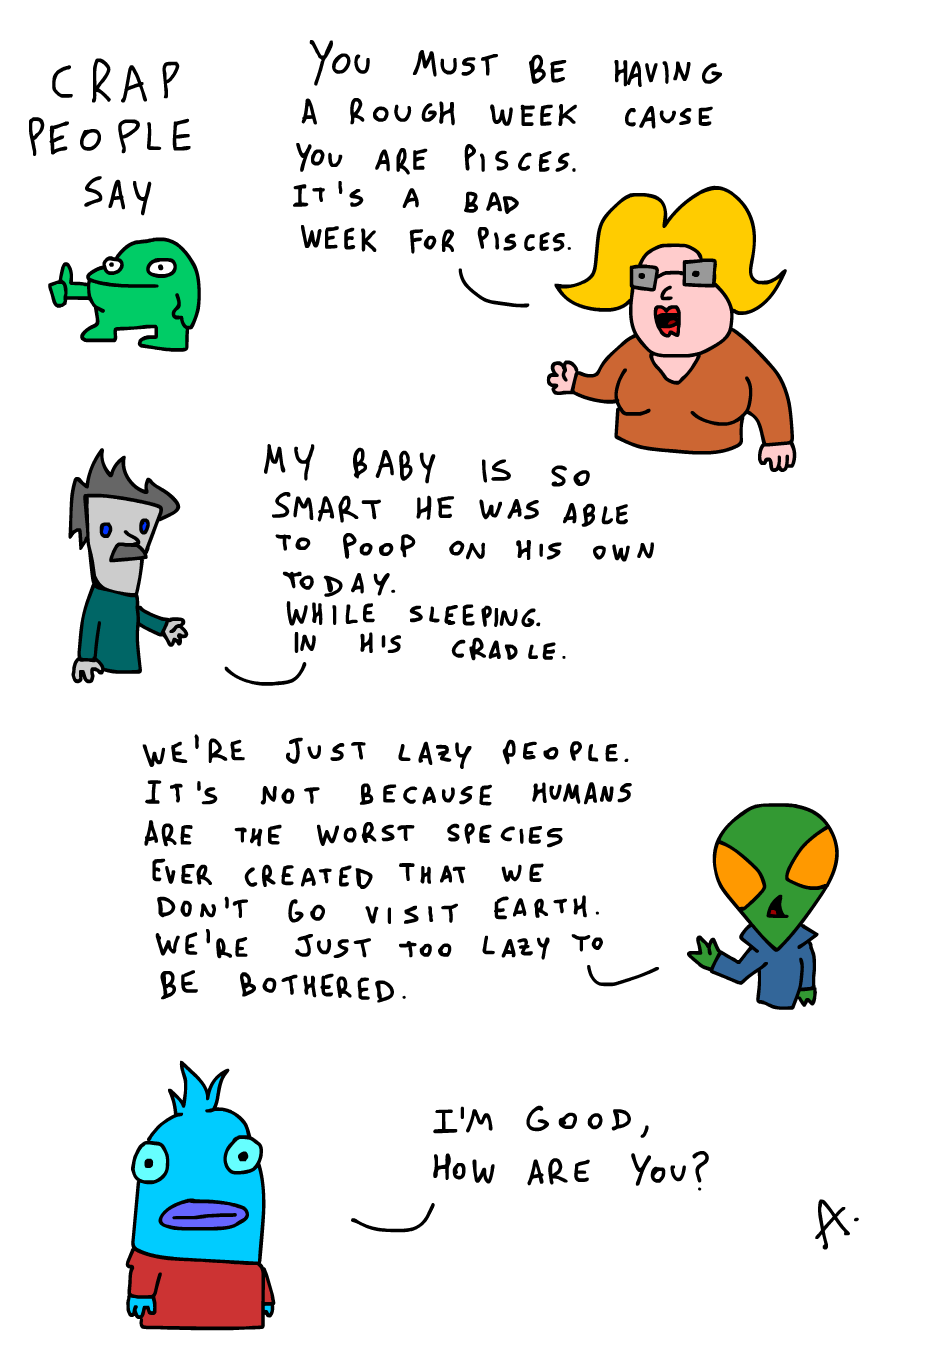 CRAP
PEOPLE
SAY
YOU MUST BE HAVING
A ROUGH WEEK CAUSE
YOU ARE PISCES.
IT'S A BAD
WEEK FOR PISCES.
MY BABY IS SO
SMART HE WAS ABLE
TO POOP ON HIS OWN
TODAY.
WHILE SLEEPING.
IN HIS CRADLE.
WE'RE JUST LAZY PEOPLE.
IT'S NOT BECAUSE HUMANS
ARE THE WORST SPECIES
EVER CREATED THAT WE
DON'T GO VISIT EARTH.
WE'RE JUST TOO LAZY TO
BE BOTHERED.
I'M GOOD,
HOW ARE YOU?
A.